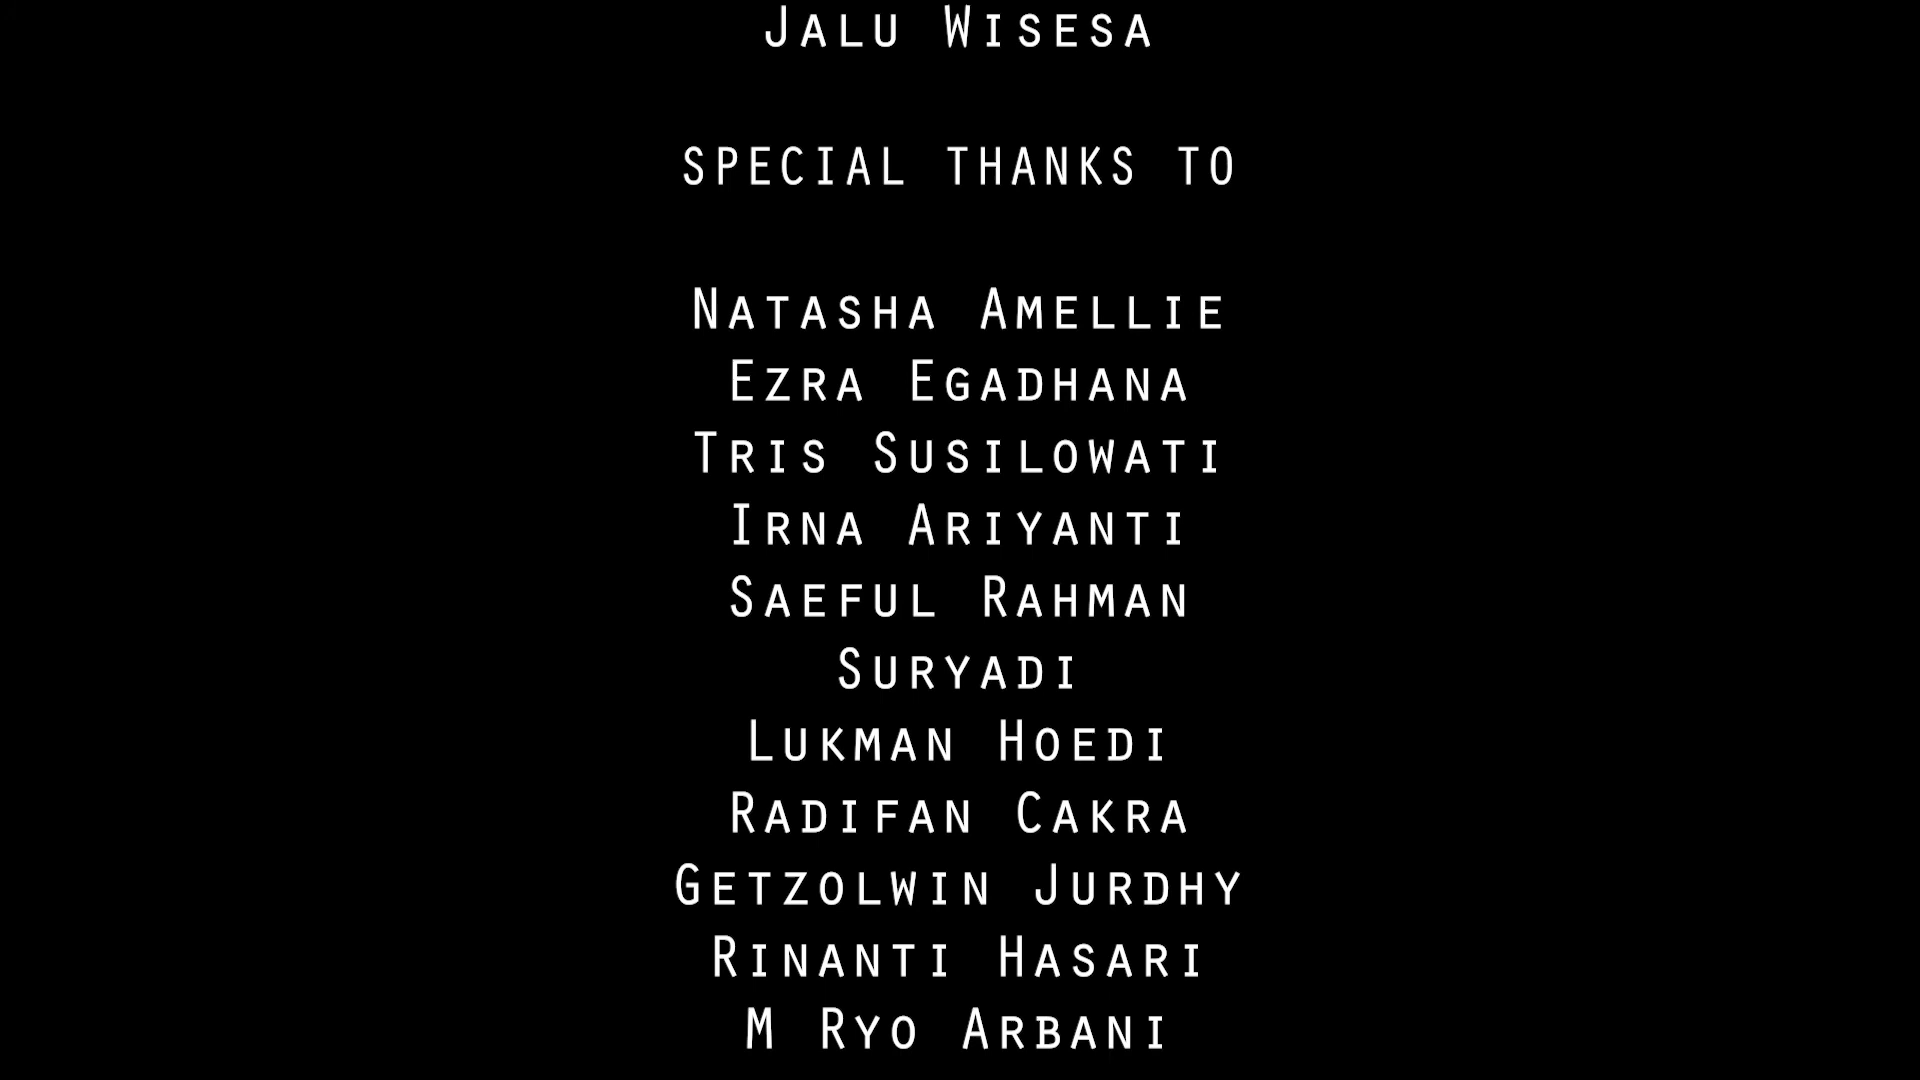 Jalu Wisesa
SPECIAL THANKS TO
Natasha Amellie
Ezra Egadhana
Tris Susilowati
Irna Ariyanti
Saeful Rahman
Suryadi
Lukman Hoedi
Radifan Cakra
Getzolwin Jurdhy
Rinanti Hasari
M Ryo Arbani